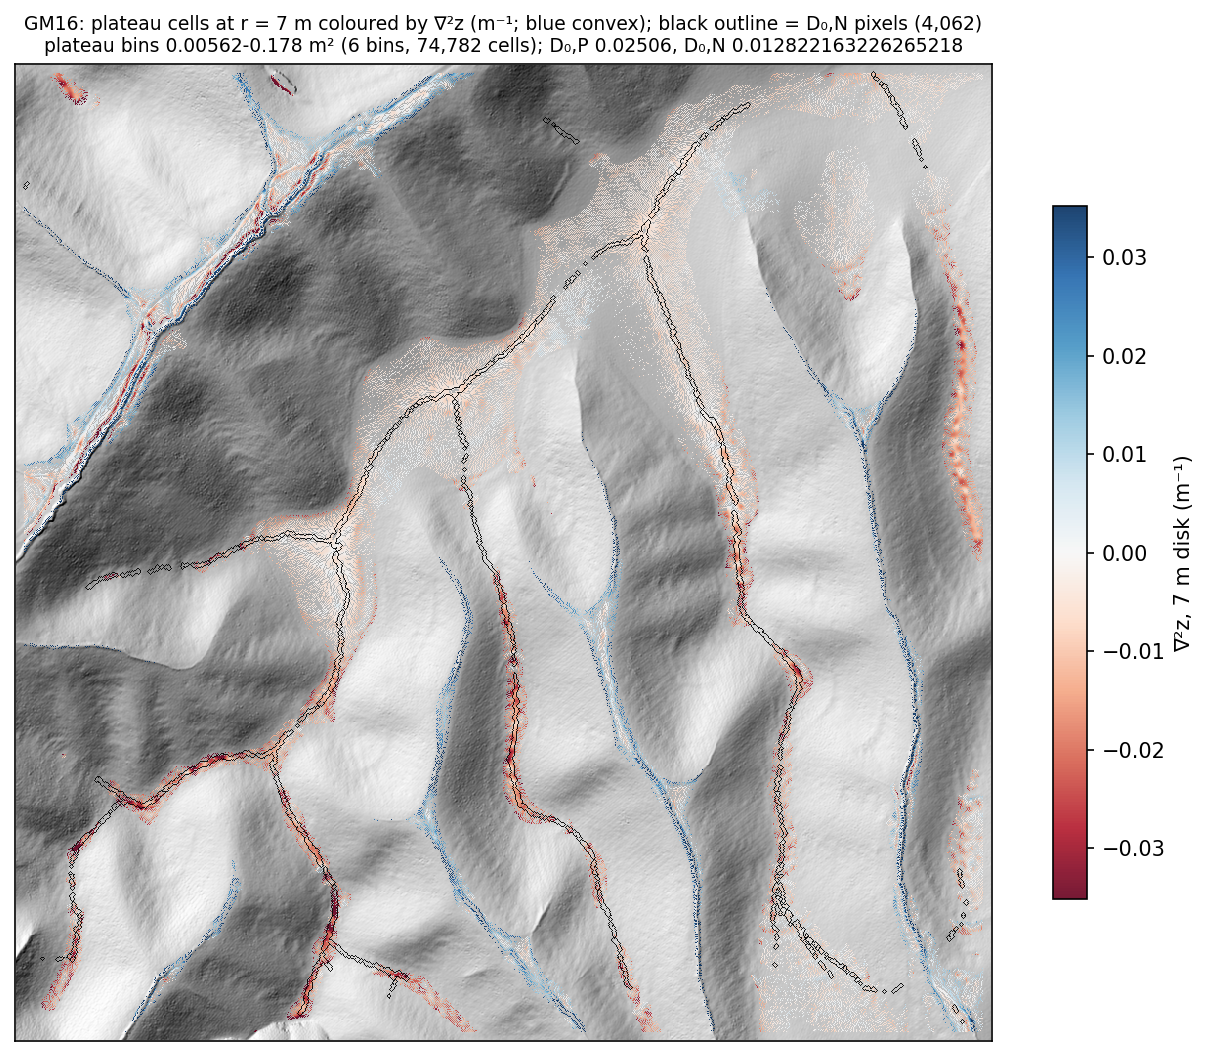 GM16: plateau cells at r = 7 m coloured by ∇²z (m⁻¹; blue convex); black outline = D₀,N pixels (4,062)
plateau bins 0.00562-0.178 m² (6 bins, 74,782 cells); D₀,P 0.02506, D₀,N 0.012822163226265218
0.03
0.02
0.01
0.00
−0.01
−0.02
−0.03
∇²z, 7 m disk (m⁻¹)